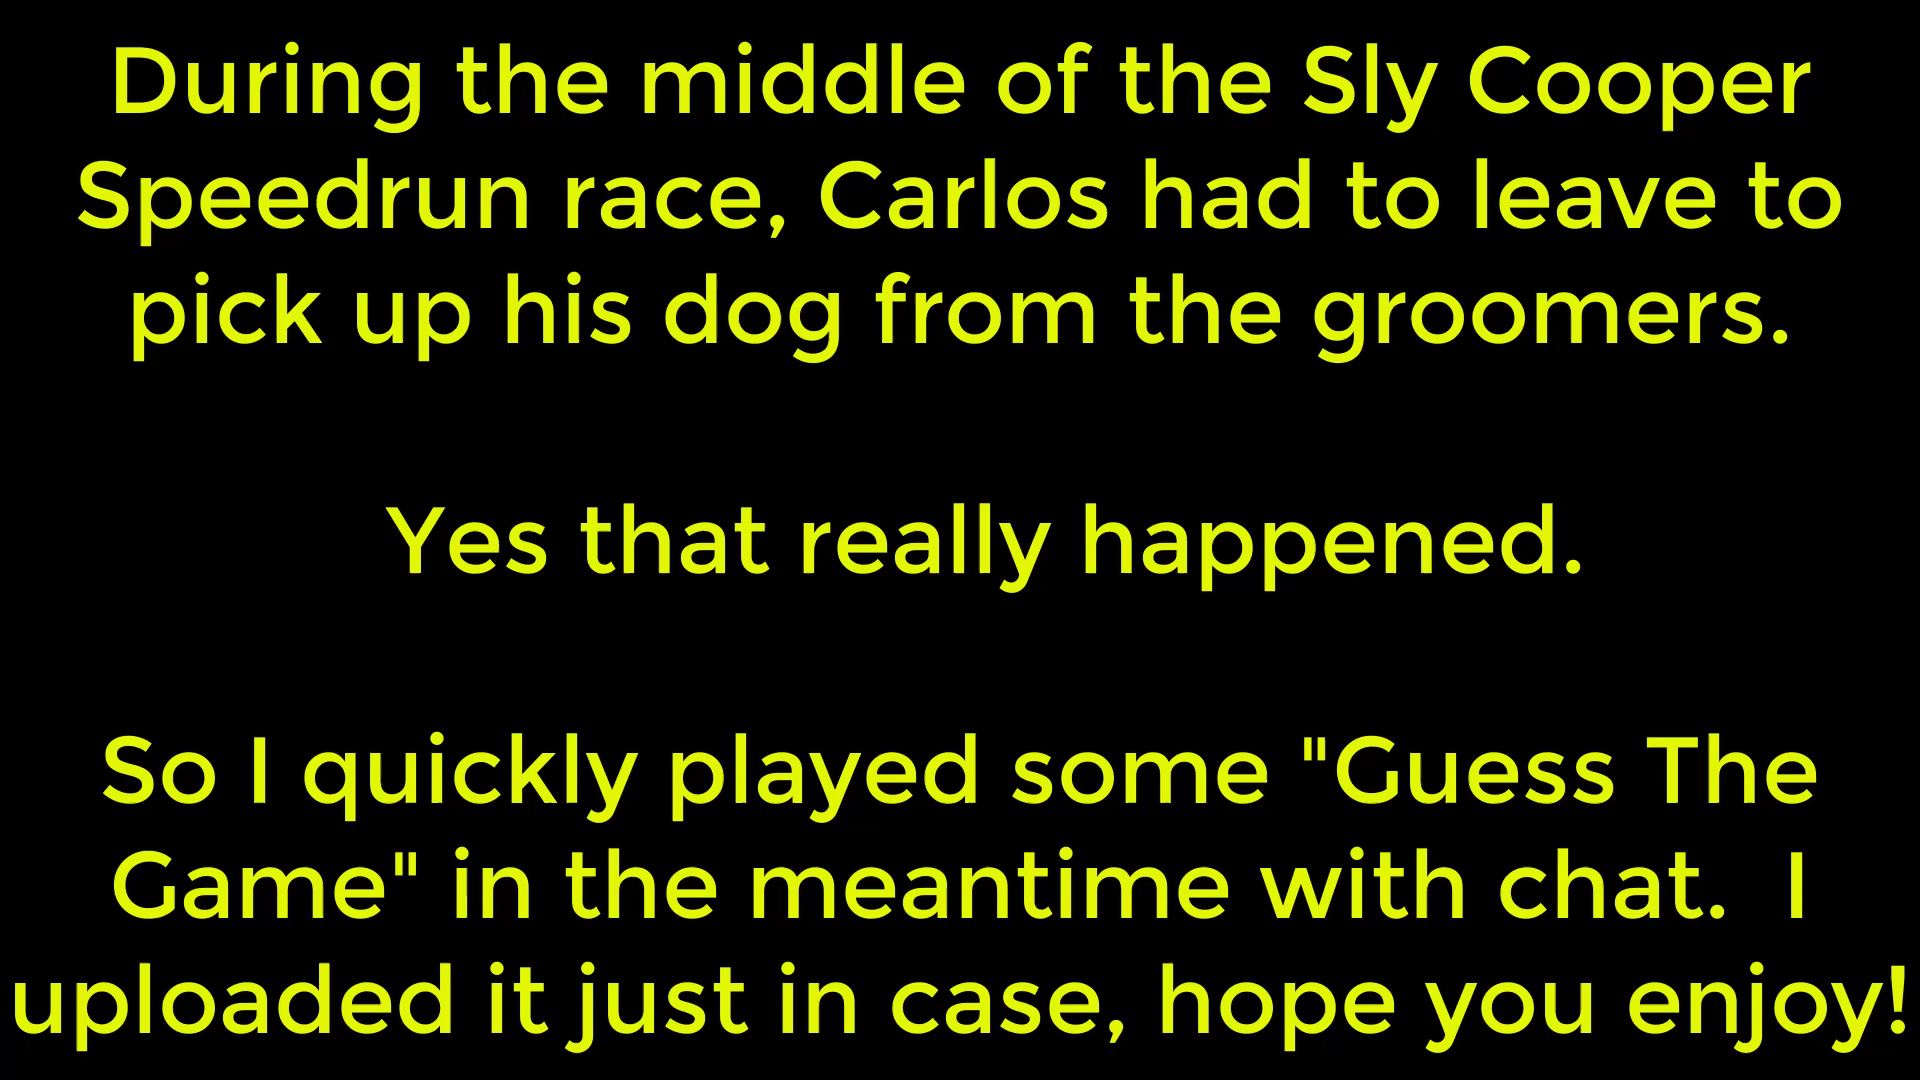 During the middle of the Sly Cooper
Speedrun race, Carlos had to leave to
pick up his dog from the groomers.
Yes that really happened.
So I quickly played some "Guess The
Game" in the meantime with chat.  I
uploaded it just in case, hope you enjoy!